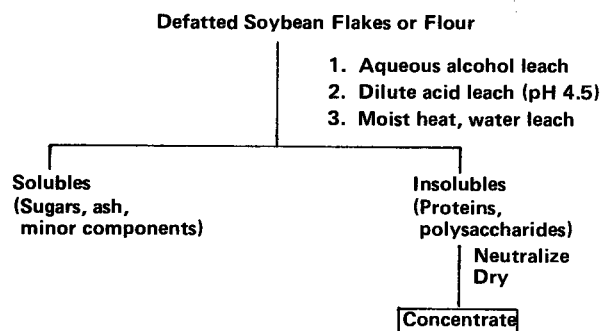 Defatted Soybean Flakes or Flour
1. Aqueous alcohol leach
2. Dilute acid leach (pH 4.5)
3. Moist heat, water leach
Solubles
(Sugars, ash,
minor components)
Insolubles
(Proteins,
polysaccharides)
Neutralize
Dry
Concentrate